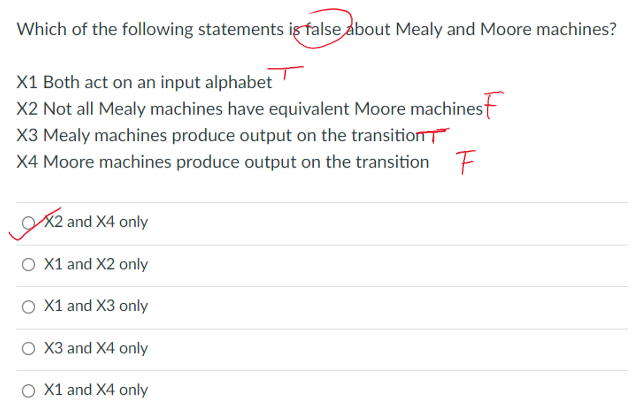 Which of the following statements is false about Mealy and Moore machines?
X1 Both act on an input alphabet T
X2 Not all Mealy machines have equivalent Moore machines F
X3 Mealy machines produce output on the transition T
X4 Moore machines produce output on the transition F
X2 and X4 only
X1 and X2 only
X1 and X3 only
X3 and X4 only
X1 and X4 only